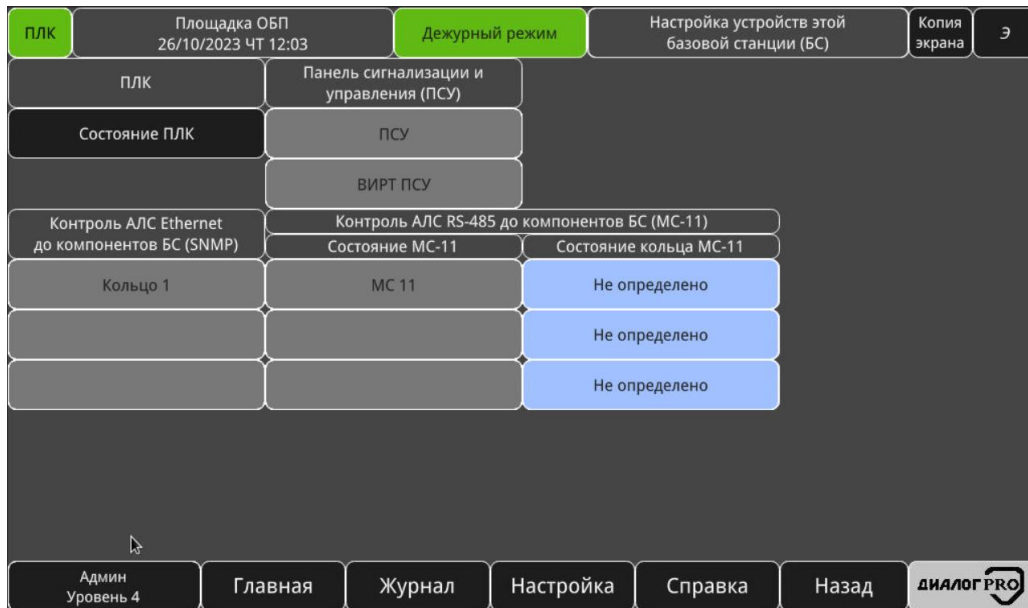 ПЛК
Площадка ОБП
26/10/2023 ЧТ 12:03
Дежурный режим
Настройка устройств этой
базовой станции (БС)
Копия
экрана
Э
ПЛК
Панель сигнализации и
управления (ПСУ)
Состояние ПЛК
ПСУ
ВИРТ ПСУ
Контроль АЛС Ethernet
до компонентов БС (SNMP)
Контроль АЛС RS-485 до компонентов БС (МС-11)
Состояние МС-11
Состояние кольца МС-11
Кольцо 1
МС 11
Не определено
Не определено
Не определено
Админ
Уровень 4
Главная
Журнал
Настройка
Справка
Назад
ДИАЛОГ PRO